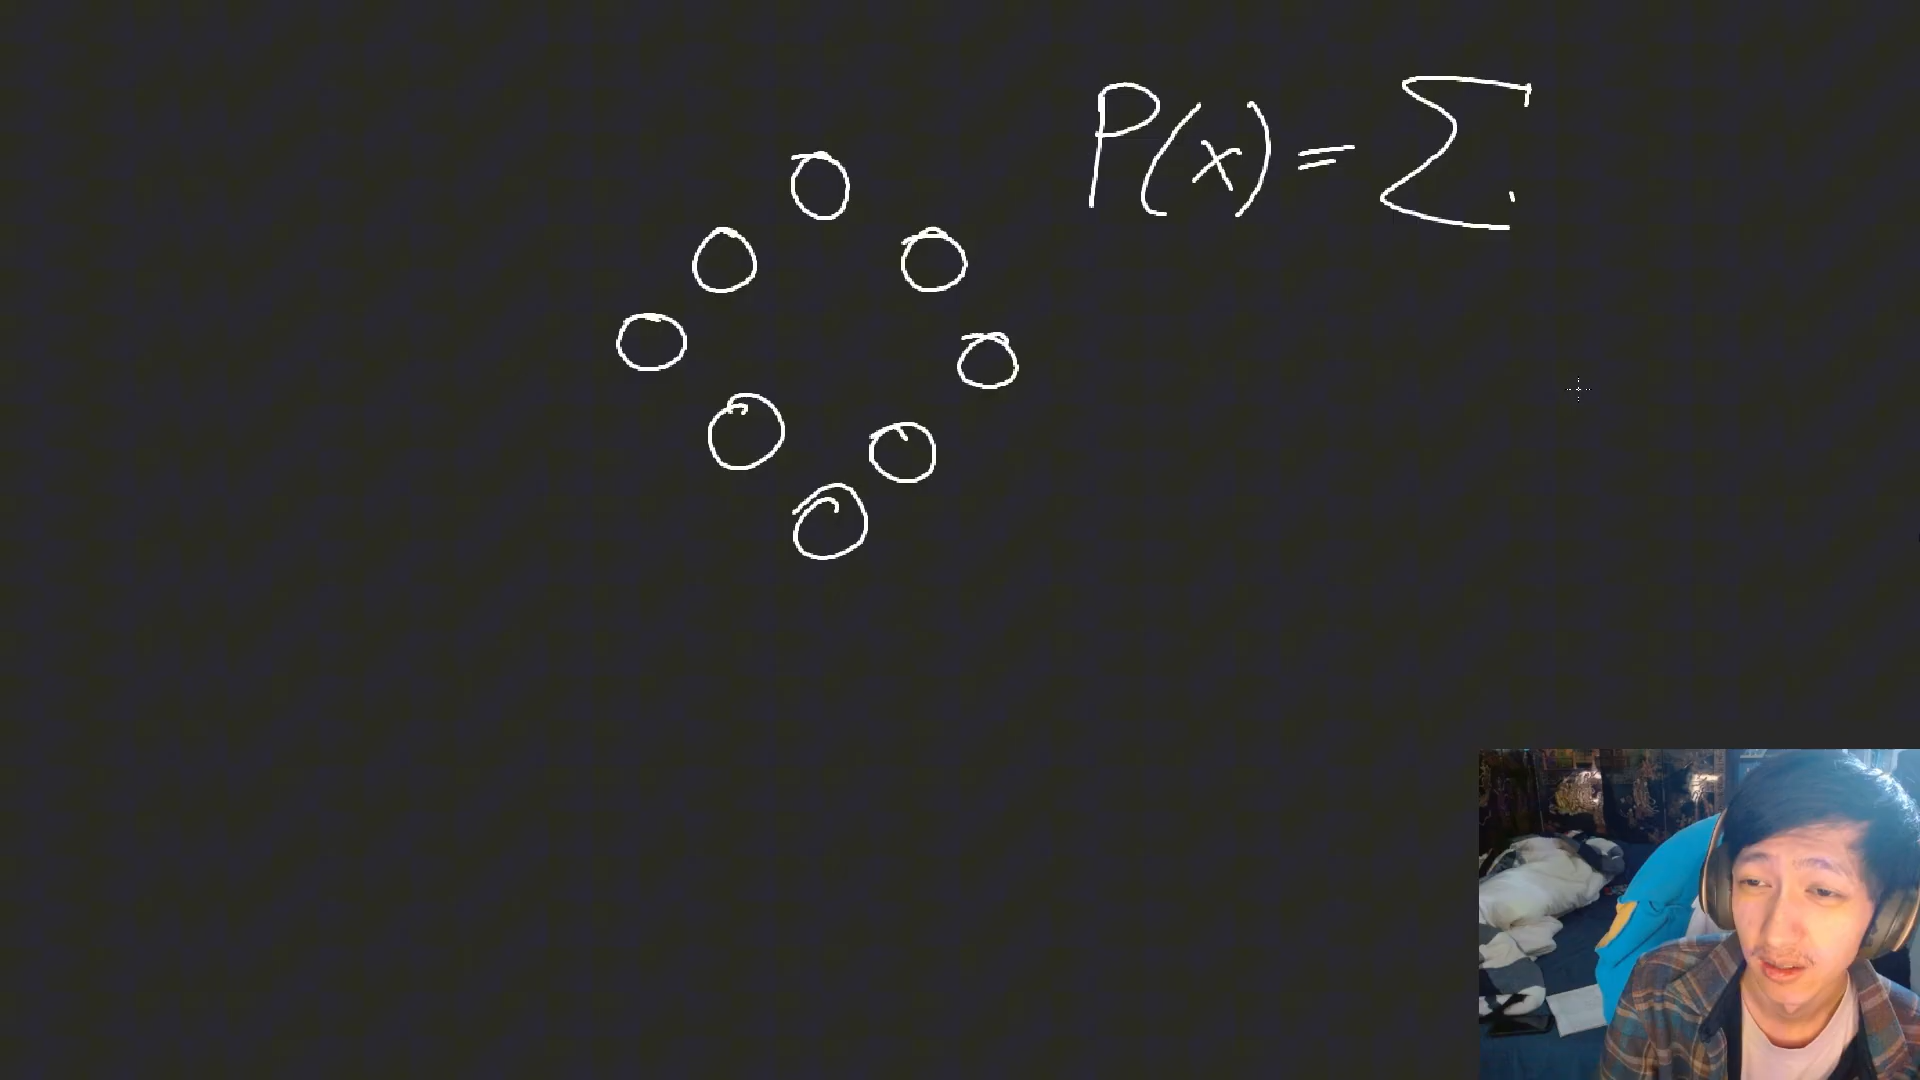 P(x) = Σ